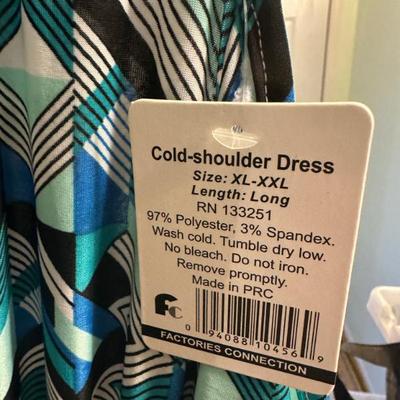 Cold-shoulder Dress
Size: XL-XXL
Length: Long
RN 133251
97% Polyester, 3% Spandex.
Wash cold. Tumble dry low.
No bleach. Do not iron.
Remove promptly.
Made in PRC
FC
0 94088 10456 9
FACTORIES CONNECTION